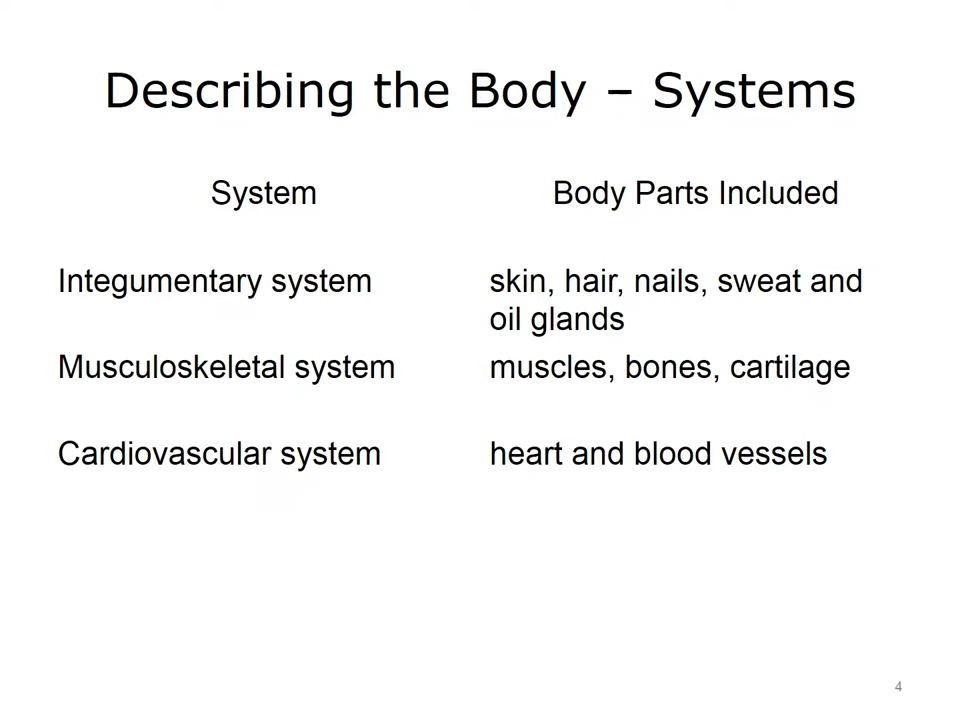 Describing the Body – Systems
System
Body Parts Included
Integumentary system
skin, hair, nails, sweat and
oil glands
Musculoskeletal system
muscles, bones, cartilage
Cardiovascular system
heart and blood vessels
4